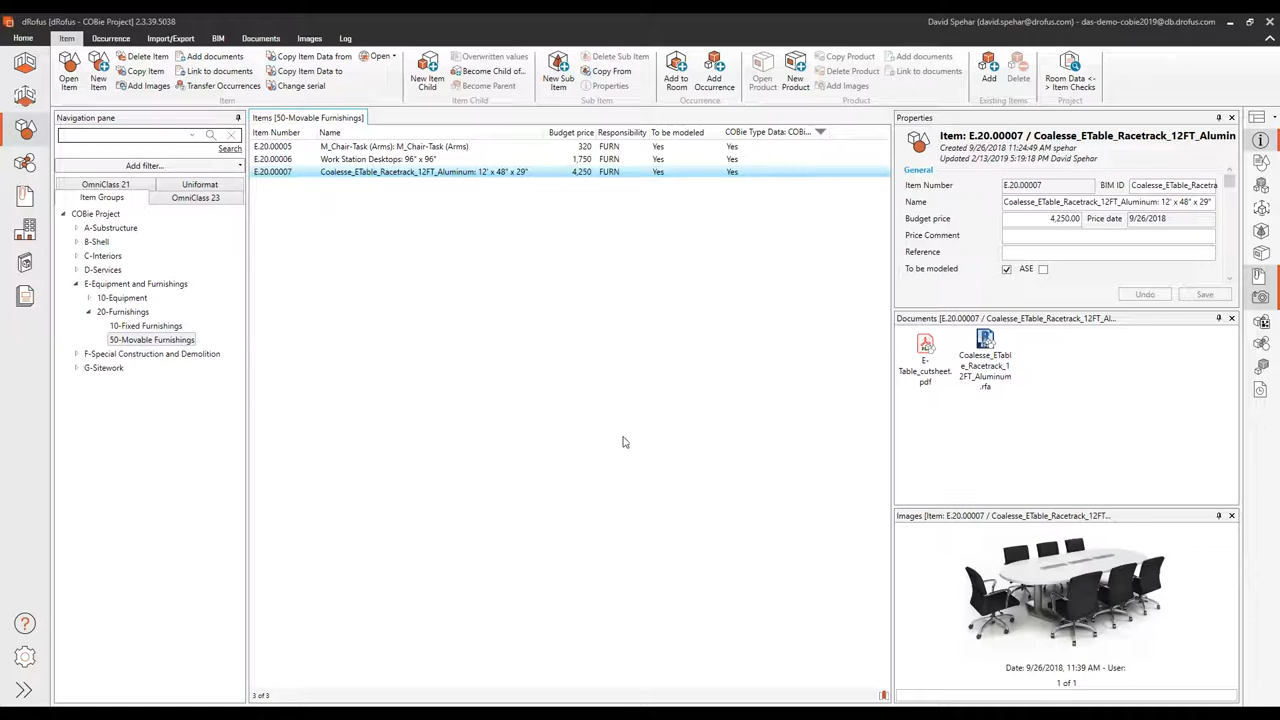 dRofus - COBie Project] 2.3.39.5038
David Spehar (david.spehar@drofus.com) - das-demo-cobie2019@db.drofus.com
Home Item Occurrence Import/Export BIM Documents Images Log
Open Item
New Item
Delete Item
Copy Item
Add Images
Add documents
Link to documents
Transfer Occurrences
Copy Item Data from
Copy Item Data to
Change serial
Open
Item
New Item Child
Overwritten values
Become Child of...
Become Parent
Item Child
New Sub Item
Delete Sub Item
Copy From
Properties
Sub Item
Add to Room
Add Occurrence
Occurrence
Open Product
New Product
Copy Product
Delete Product
Add Images
Add documents
Link to documents
Product
Add
Delete
Existing Items
Room Data <-> Item Checks
Project
Navigation pane
Search
Add filter...
OmniClass 21 Uniformat
Item Groups OmniClass 23
COBie Project
A-Substructure
B-Shell
C-Interiors
D-Services
E-Equipment and Furnishings
10-Equipment
20-Furnishings
10-Fixed Furnishings
50-Movable Furnishings
F-Special Construction and Demolition
G-Sitework
Items [50-Movable Furnishings]
Item Number Name Budget price Responsibility To be modeled COBie Type Data: COBi...
E.20.00005 M_Chair-Task (Arms): M_Chair-Task (Arms) 320 FURN Yes Yes
E.20.00006 Work Station Desktops: 96" x 96" 1,750 FURN Yes Yes
E.20.00007 Coalesse_ETable_Racetrack_12FT_Aluminum: 12' x 48" x 29" 4,250 FURN Yes Yes
3 of 3
Properties
Item: E.20.00007 / Coalesse_ETable_Racetrack_12FT_Alumin
Created 9/26/2018 11:24:49 AM spehar
Updated 2/13/2019 5:19:18 PM David Spehar
General
Item Number E.20.00007 BIM ID Coalesse_ETable_Racetra
Name Coalesse_ETable_Racetrack_12FT_Aluminum: 12' x 48" x 29"
Budget price 4,250.00 Price date 9/26/2018
Price Comment
Reference
To be modeled ASE
Undo Save
Documents [E.20.00007 / Coalesse_ETable_Racetrack_12FT_Al...
E-
Table_cutsheet.
pdf
Coalesse_ETabl
e_Racetrack_1
2FT_Aluminum
.rfa
Images [Item: E.20.00007 / Coalesse_ETable_Racetrack_12FT...
Date: 9/26/2018, 11:39 AM - User:
1 of 1